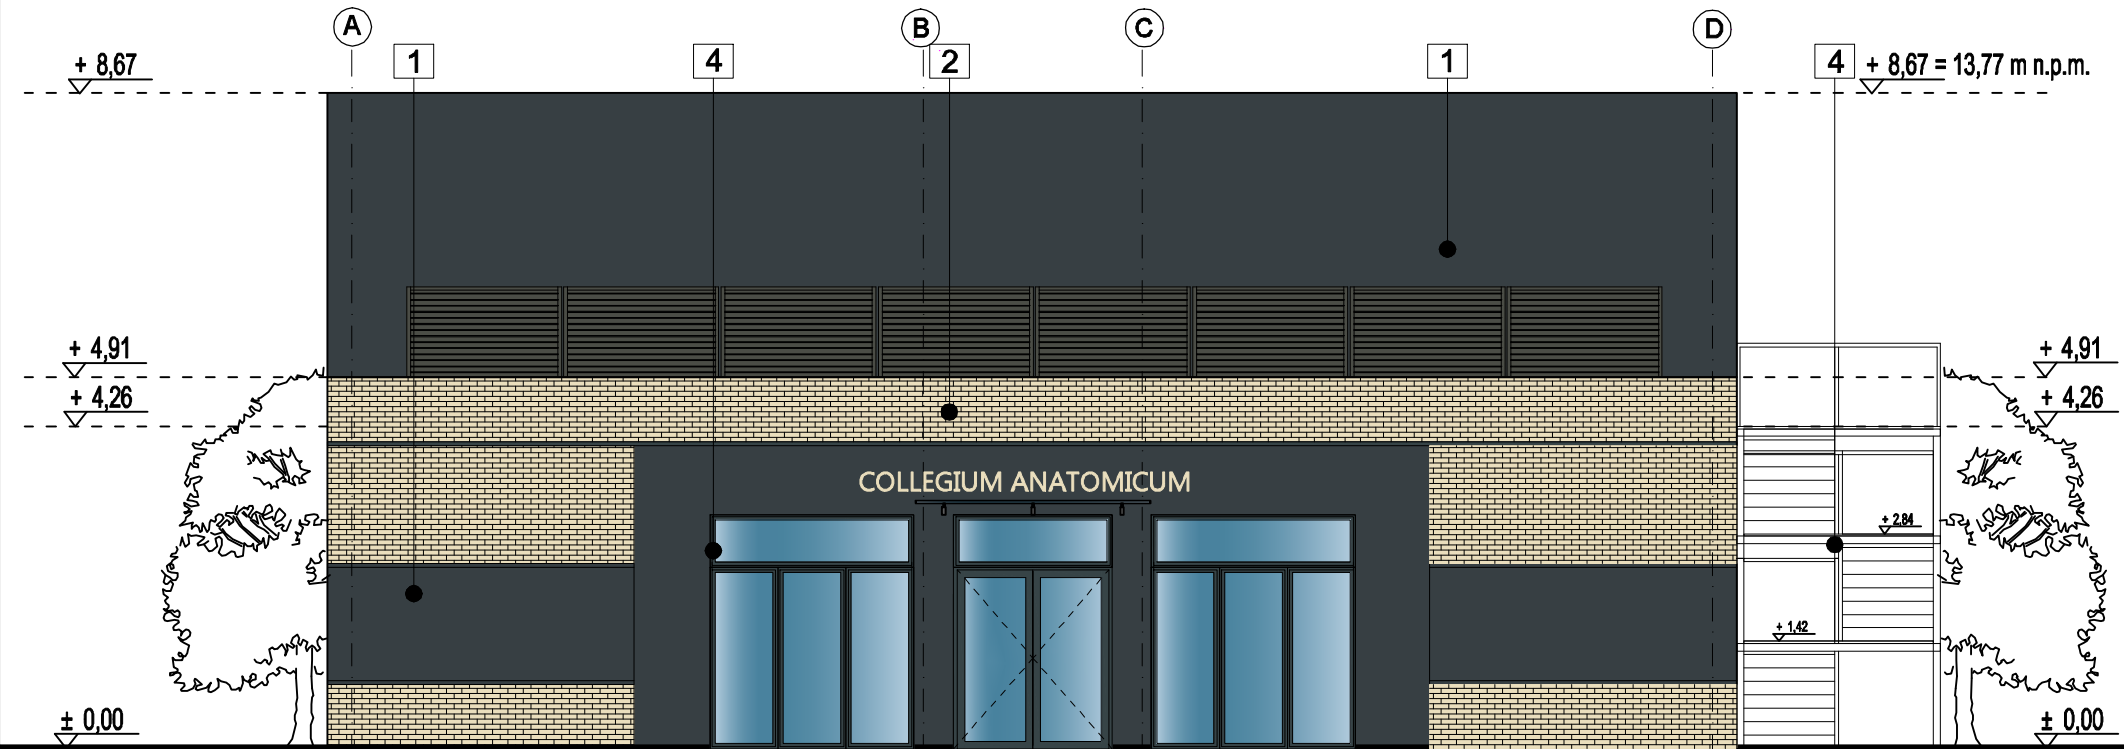 A B C D
1 4 2 1 4
+ 8,67
+ 8,67 = 13,77 m n.p.m.
+ 4,91
+ 4,91
+ 4,26
+ 4,26
COLLEGIUM ANATOMICUM
+ 2,84
+ 1,42
± 0,00
± 0,00